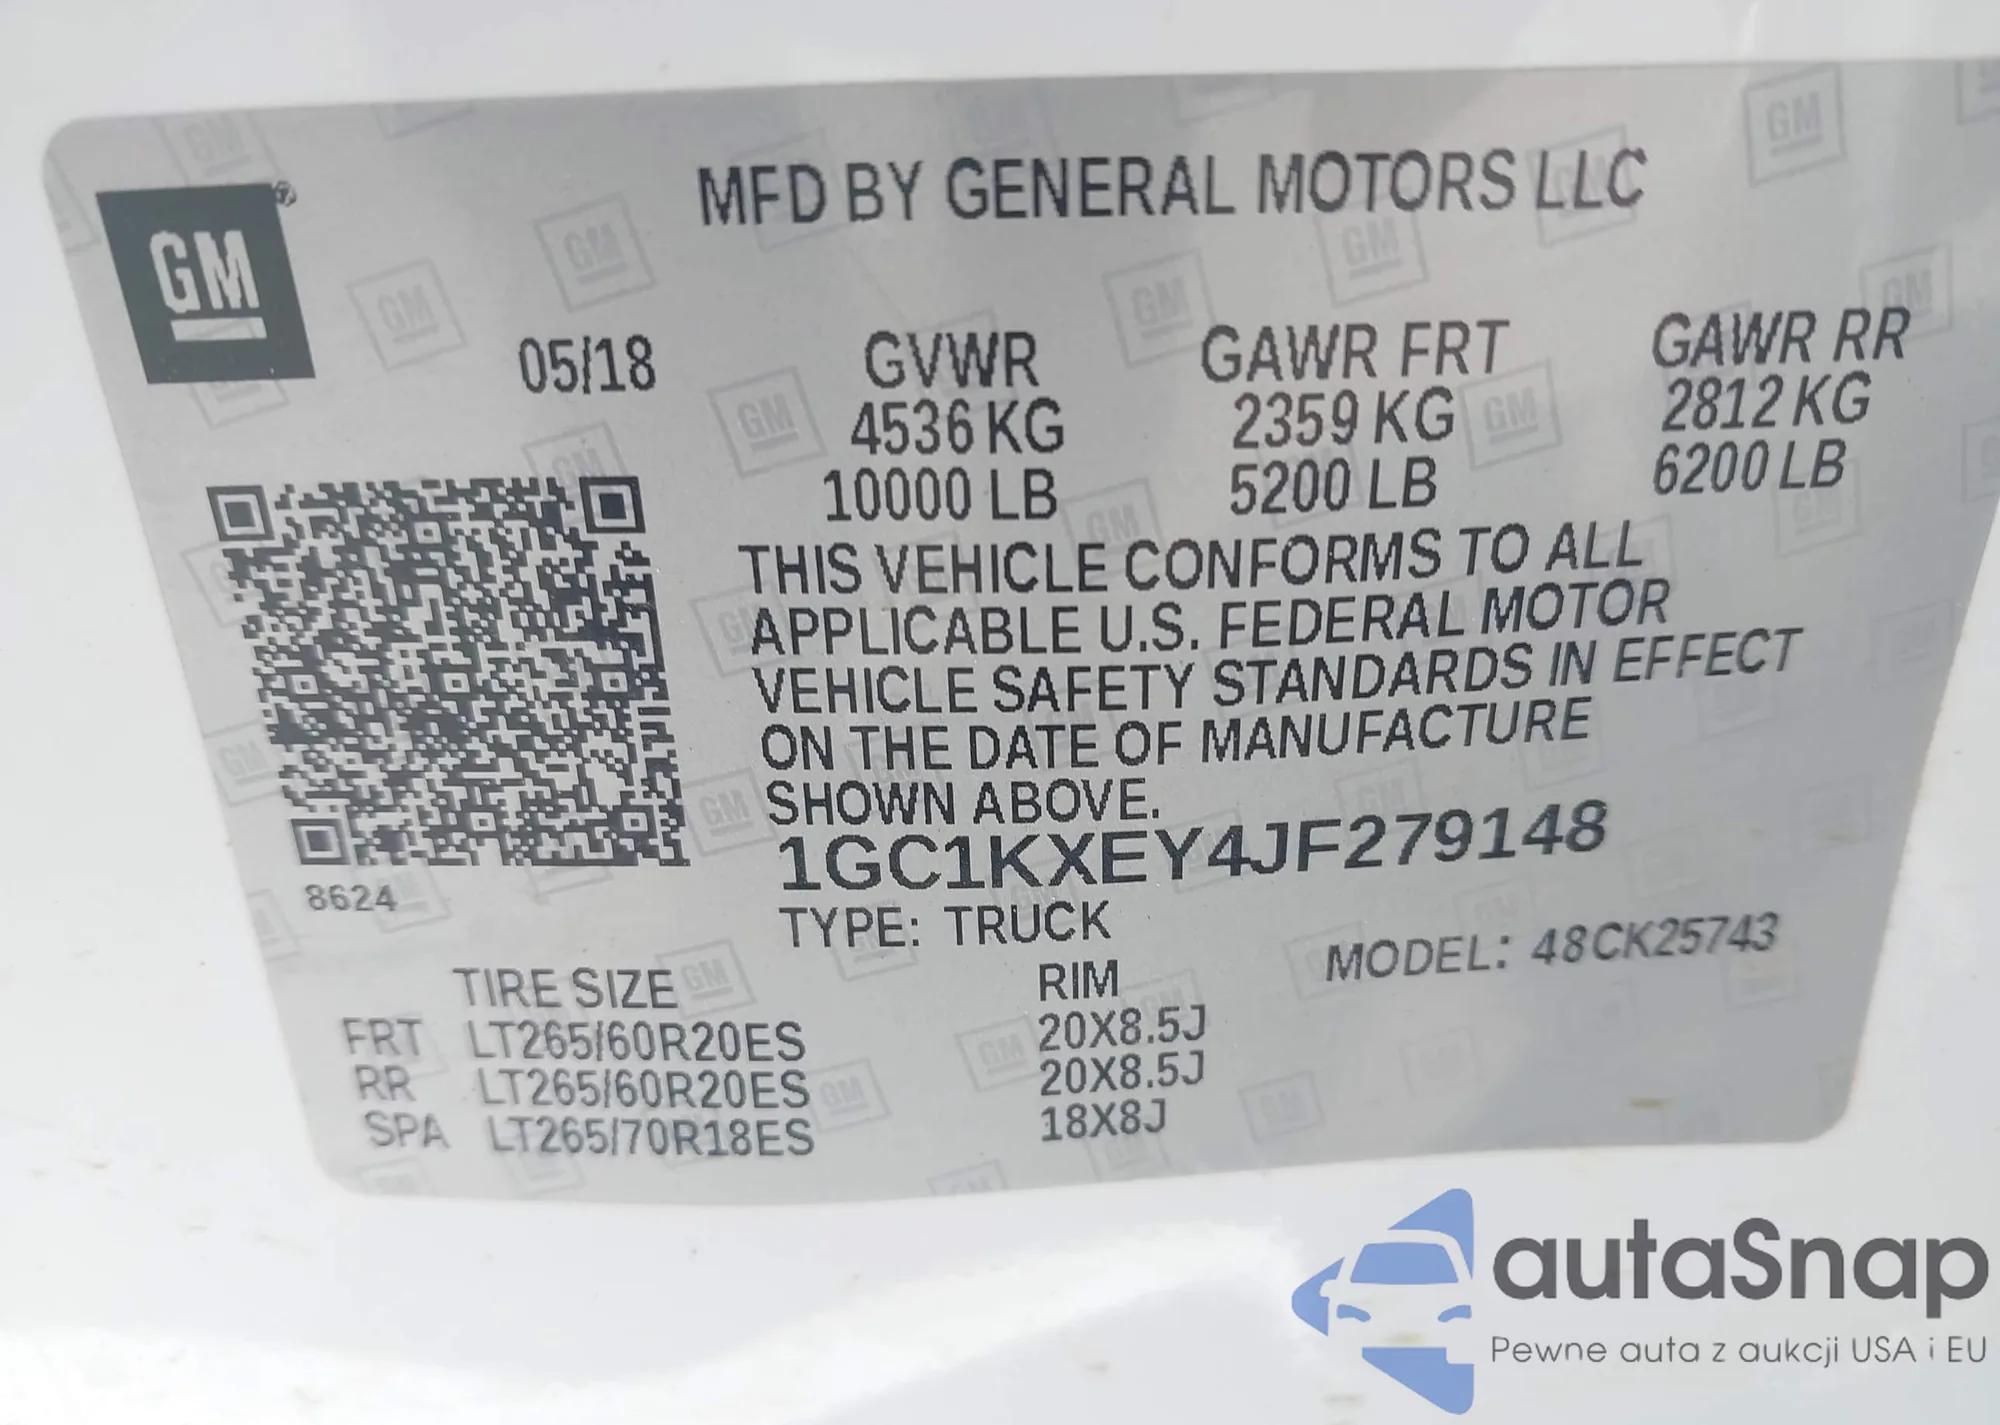 MFD BY GENERAL MOTORS LLC
GM
05/18
GVWR GAWR FRT GAWR RR
4536 KG 2359 KG 2812 KG
10000 LB 5200 LB 6200 LB
THIS VEHICLE CONFORMS TO ALL
APPLICABLE U.S. FEDERAL MOTOR
VEHICLE SAFETY STANDARDS IN EFFECT
ON THE DATE OF MANUFACTURE
SHOWN ABOVE.
1GC1KXEY4JF279148
8624
TYPE: TRUCK MODEL: 48CK25743
TIRE SIZE RIM
FRT LT265/60R20ES 20X8.5J
RR LT265/60R20ES 20X8.5J
SPA LT265/70R18ES 18X8J
autaSnap
Pewne auta z aukcji USA i EU